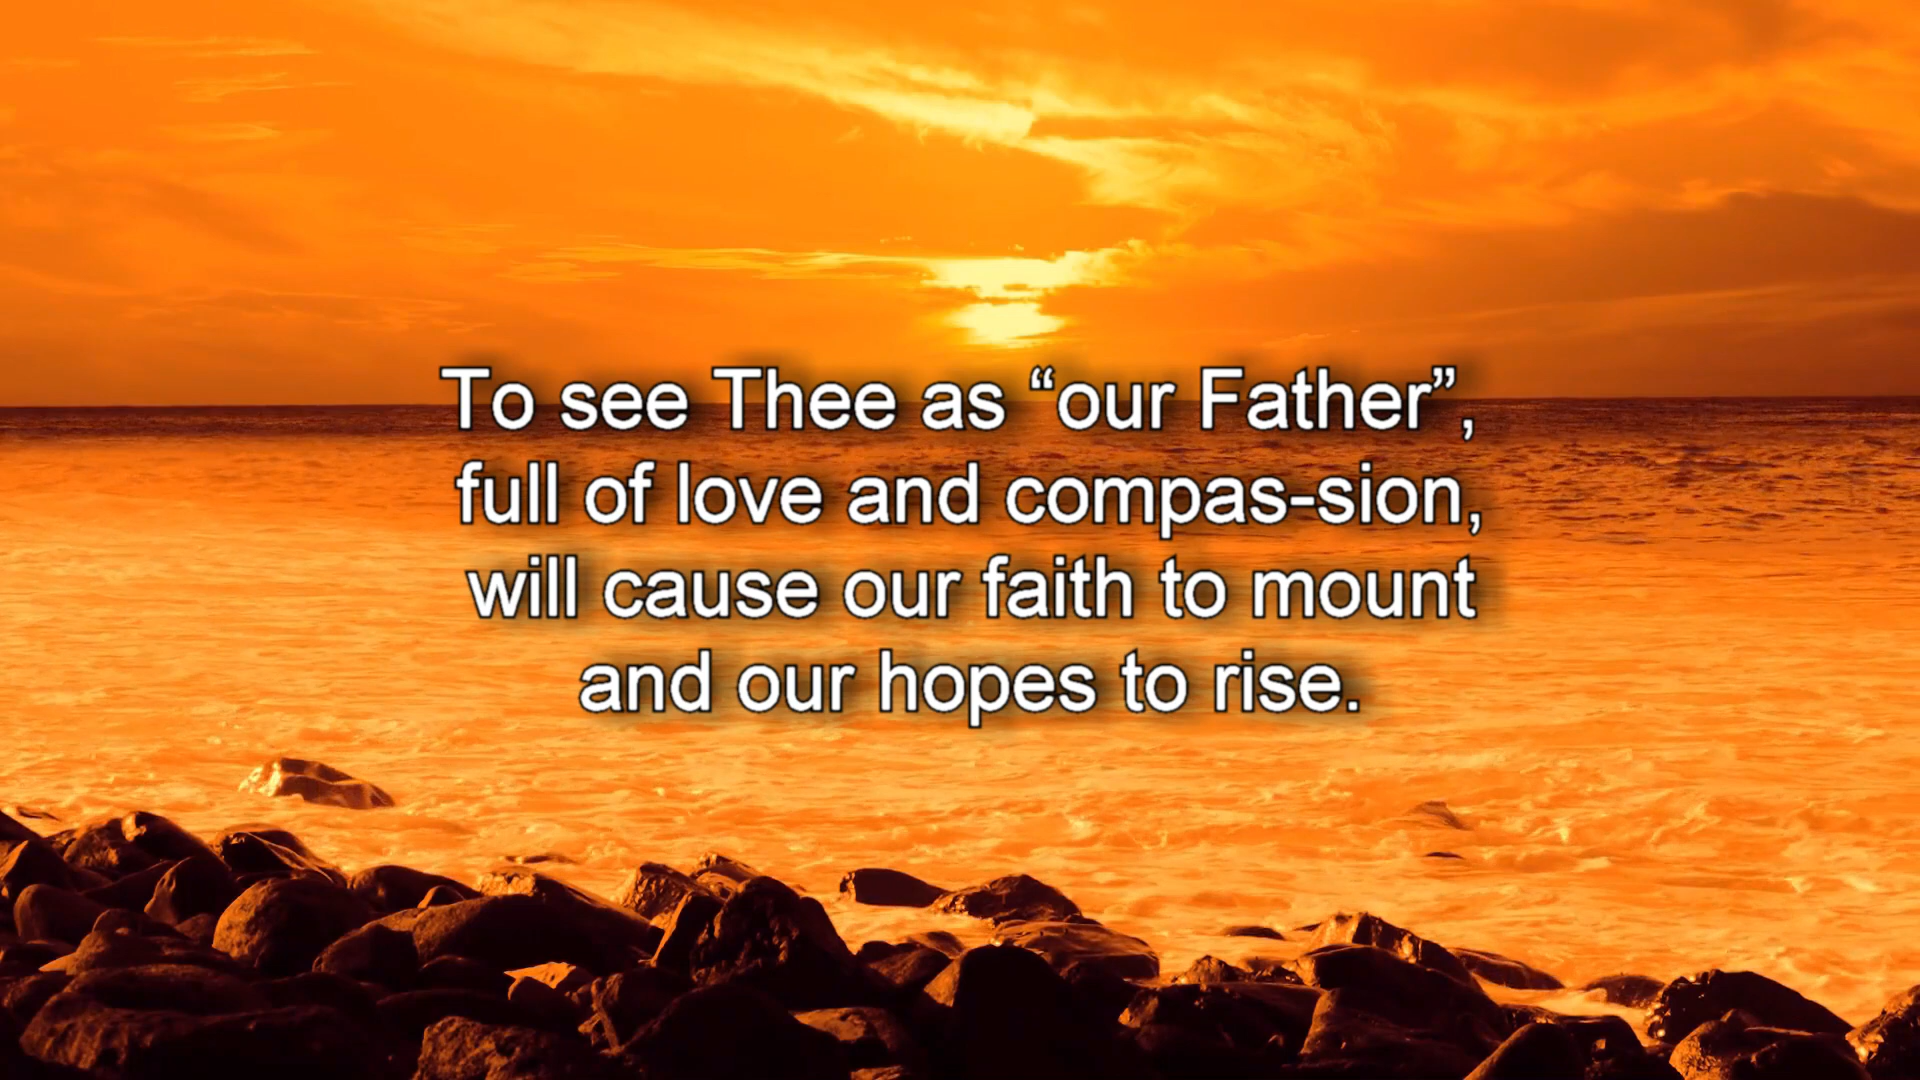 To see Thee as “our Father”,
full of love and compas-sion,
will cause our faith to mount
and our hopes to rise.